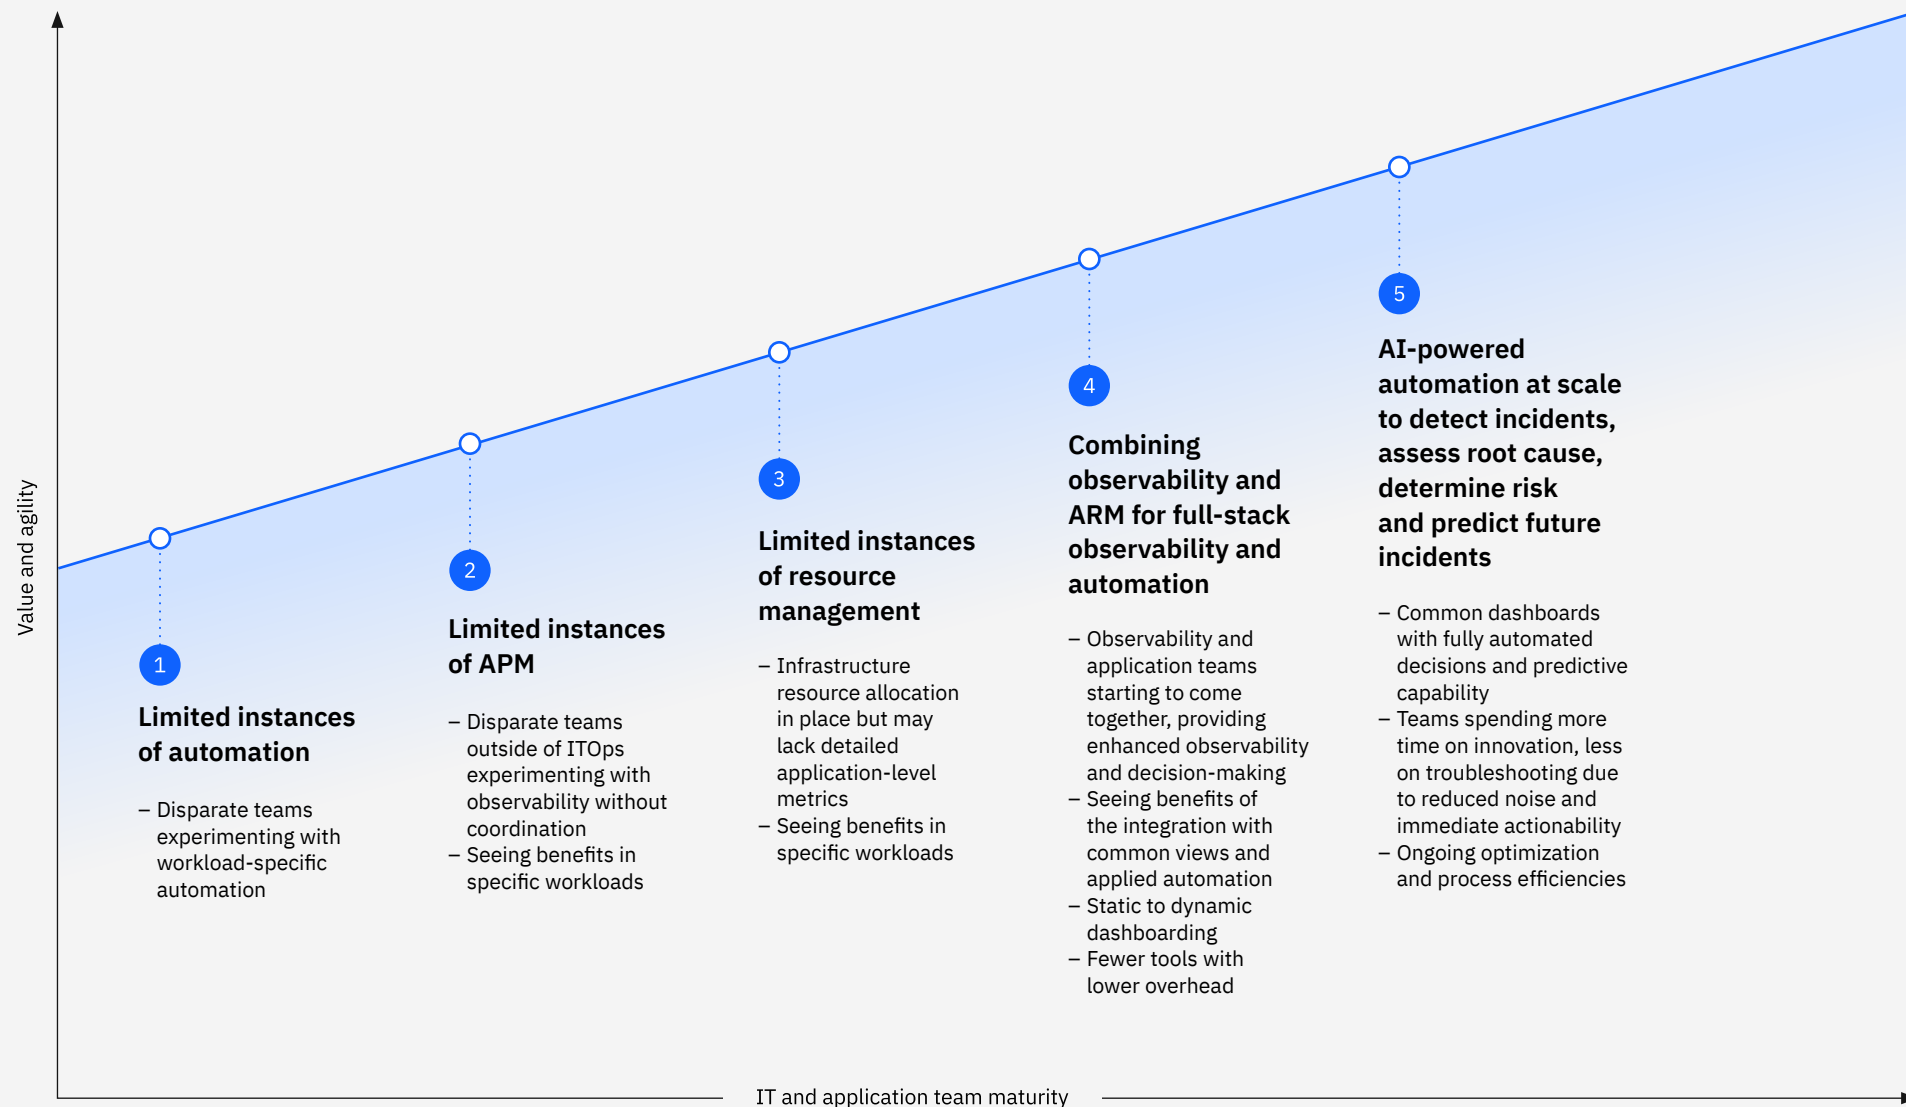 Value and agility
1
Limited instances
of automation
– Disparate teams
experimenting with
workload-specific
automation
2
Limited instances
of APM
– Disparate teams
outside of ITOps
experimenting with
observability without
coordination
– Seeing benefits in
specific workloads
3
Limited instances
of resource
management
– Infrastructure
resource allocation
in place but may
lack detailed
application-level
metrics
– Seeing benefits in
specific workloads
4
Combining
observability and
ARM for full-stack
observability and
automation
– Observability and
application teams
starting to come
together, providing
enhanced observability
and decision-making
– Seeing benefits of
the integration with
common views and
applied automation
– Static to dynamic
dashboarding
– Fewer tools with
lower overhead
5
AI-powered
automation at scale
to detect incidents,
assess root cause,
determine risk
and predict future
incidents
– Common dashboards
with fully automated
decisions and predictive
capability
– Teams spending more
time on innovation, less
on troubleshooting due
to reduced noise and
immediate actionability
– Ongoing optimization
and process efficiencies
IT and application team maturity